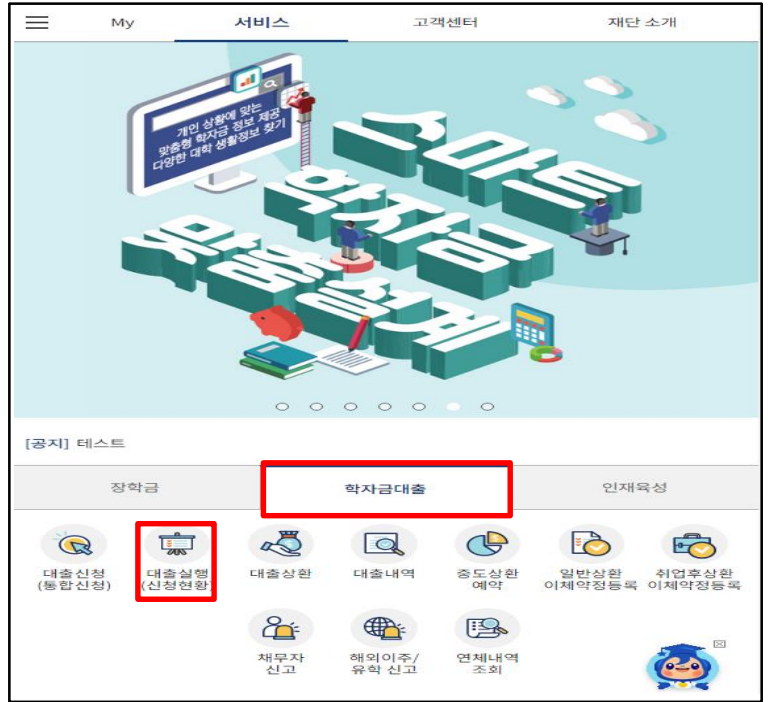 My
서비스
고객센터
재단 소개
개인 상황에 맞는
맞춤형 학자금 정보 제공
다양한 대학 생활정보 찾기
스마트
학자금
맞춤설계
[공지] 테스트
장학금
학자금대출
인재육성
대출신청
(통합신청)
대출실행
(신청현황)
대출상환
대출내역
중도상환
예약
일반상환
이체약정등록
취업후상환
이체약정등록
채무자
신고
해외이주/
유학 신고
연체내역
조회